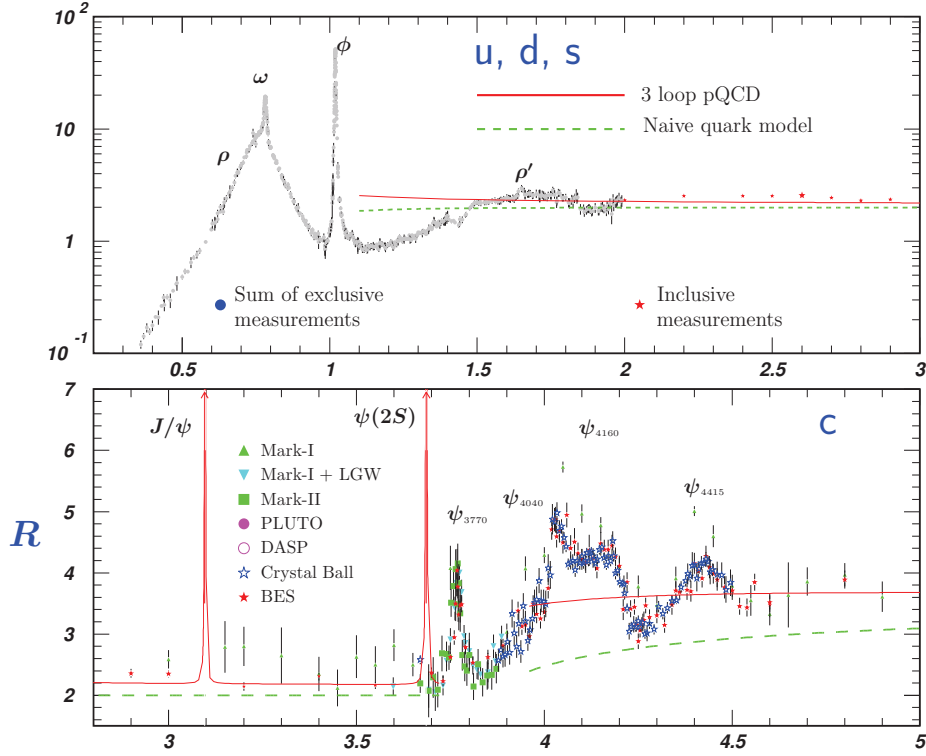 10²
u, d, s
ϕ
ω
3 loop pQCD
Naive quark model
10
ρ
ρ′
1
Sum of exclusive
measurements
Inclusive
measurements
10⁻¹
0.5 1 1.5 2 2.5 3
7
J/ψ
ψ(2S)
c
ψ₄₁₆₀
6
Mark-I
Mark-I + LGW
Mark-II
PLUTO
DASP
Crystal Ball
BES
ψ₃₇₇₀
ψ₄₀₄₀
ψ₄₄₁₅
5
R
4
3
2
3 3.5 4 4.5 5